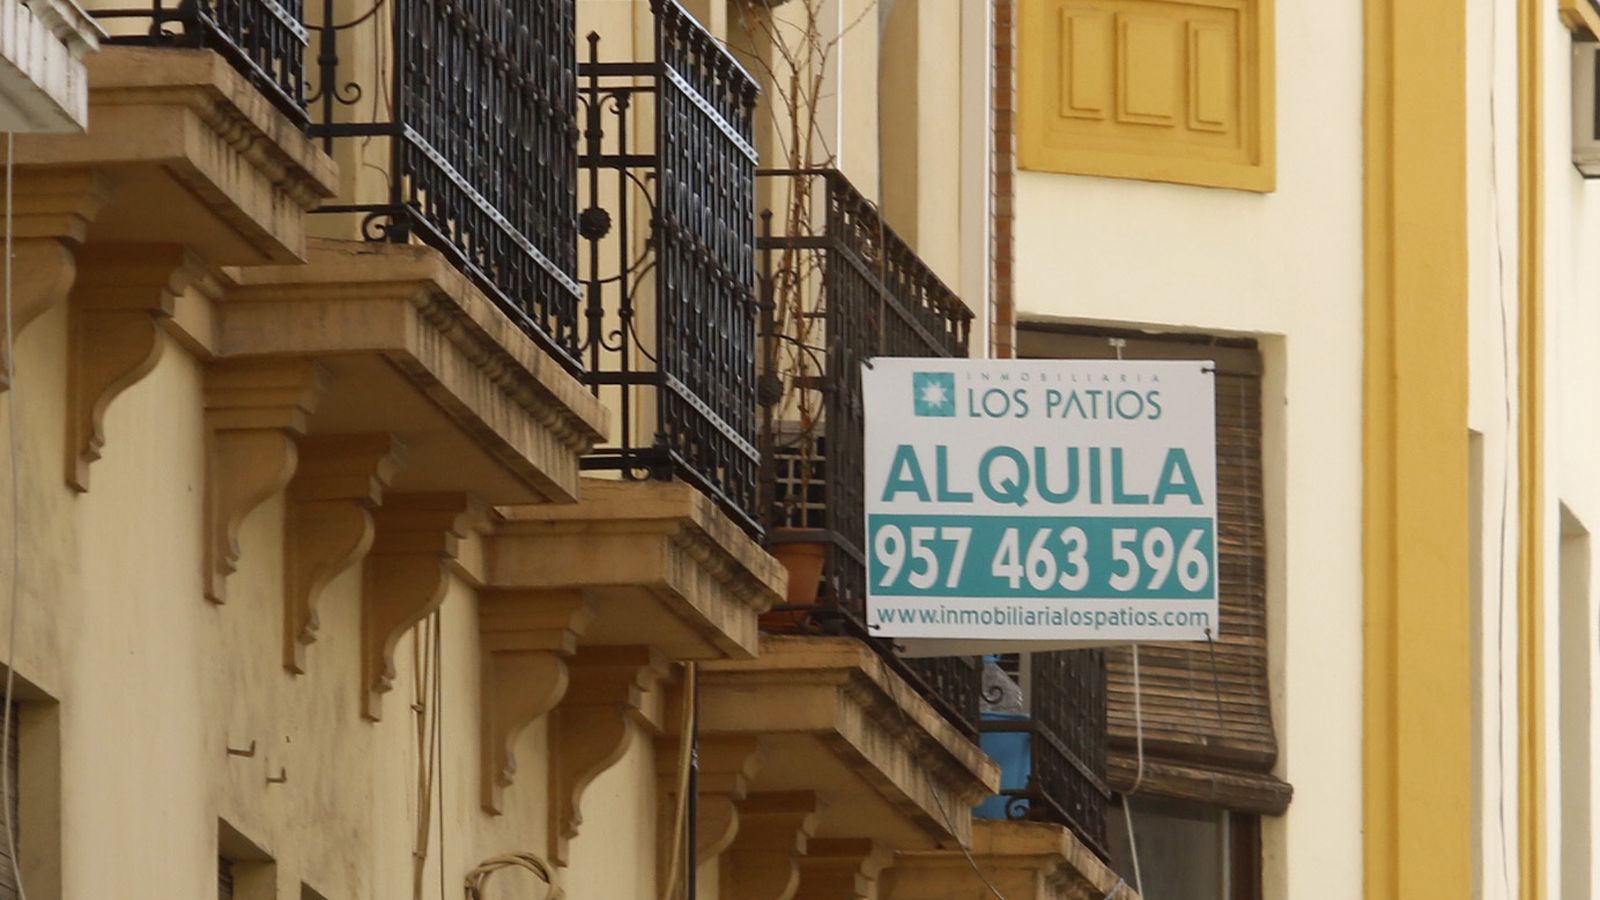 INMOBILIARIA
LOS PATIOS
ALQUILA
957 463 596
www.inmobiliarialospatios.com